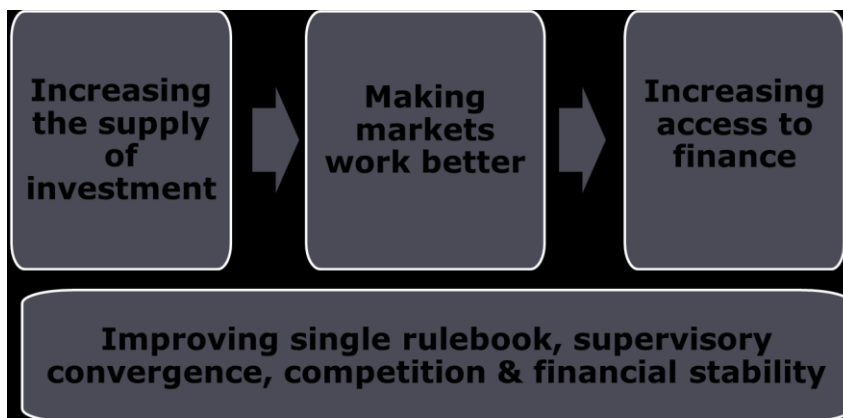 Increasing
the supply
of
investment
Making
markets
work better
Increasing
access to
finance
Improving single rulebook, supervisory
convergence, competition & financial stability